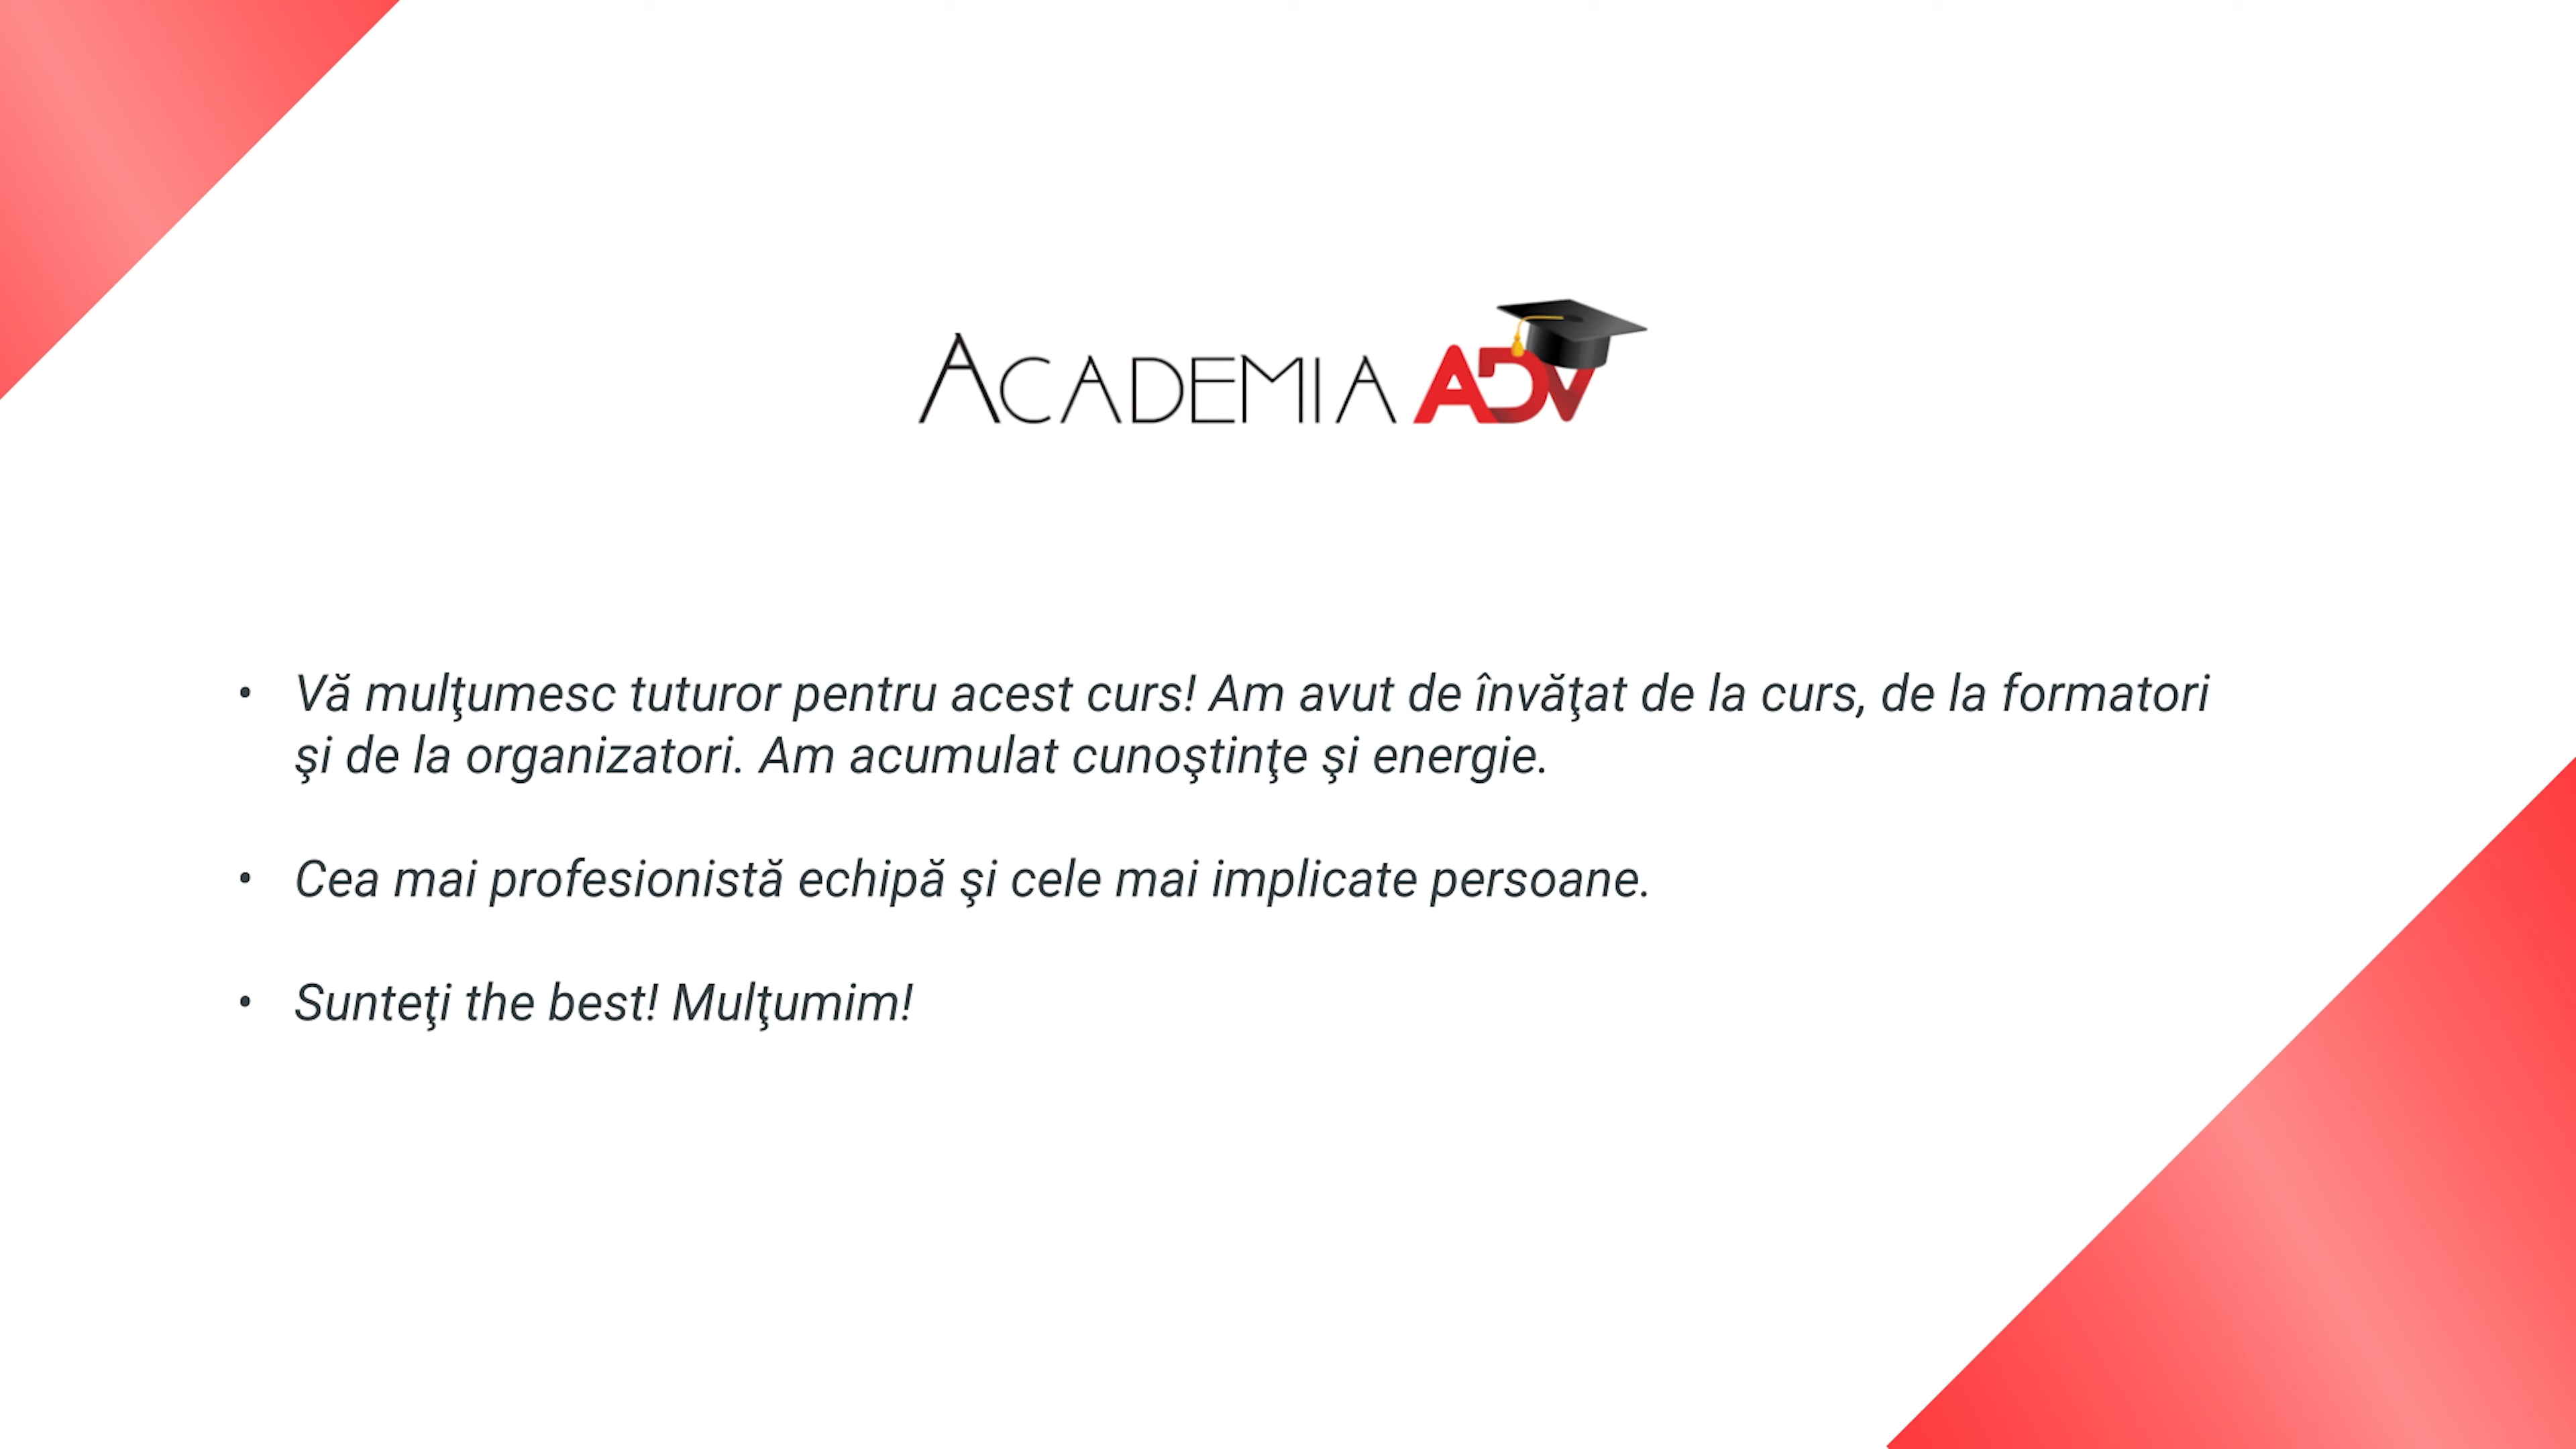 ACADEMIA ADV
• Vă mulţumesc tuturor pentru acest curs! Am avut de învăţat de la curs, de la formatori
şi de la organizatori. Am acumulat cunoştinţe şi energie.
• Cea mai profesionistă echipă şi cele mai implicate persoane.
• Sunteţi the best! Mulţumim!